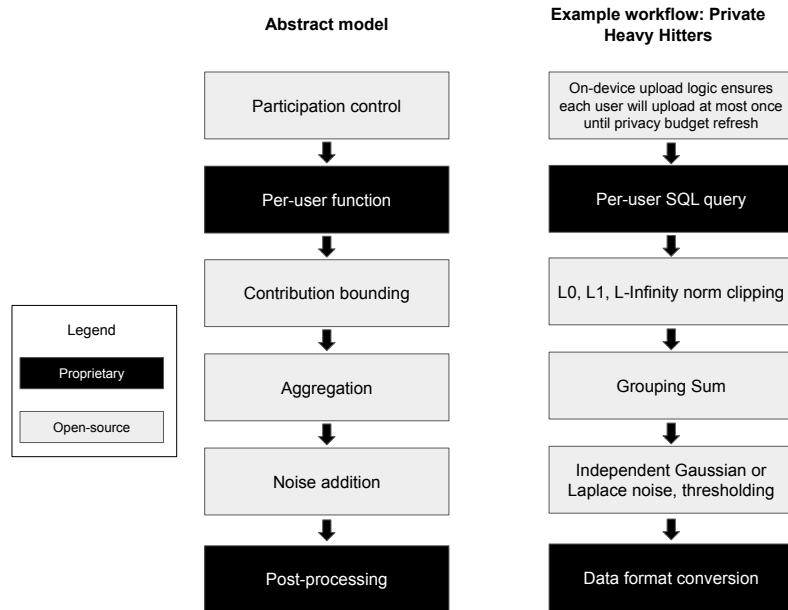 Abstract model
Participation control
Per-user function
Contribution bounding
Aggregation
Noise addition
Post-processing
Example workflow: Private
Heavy Hitters
On-device upload logic ensures
each user will upload at most once
until privacy budget refresh
Per-user SQL query
L0, L1, L-Infinity norm clipping
Grouping Sum
Independent Gaussian or
Laplace noise, thresholding
Data format conversion
Legend
Proprietary
Open-source